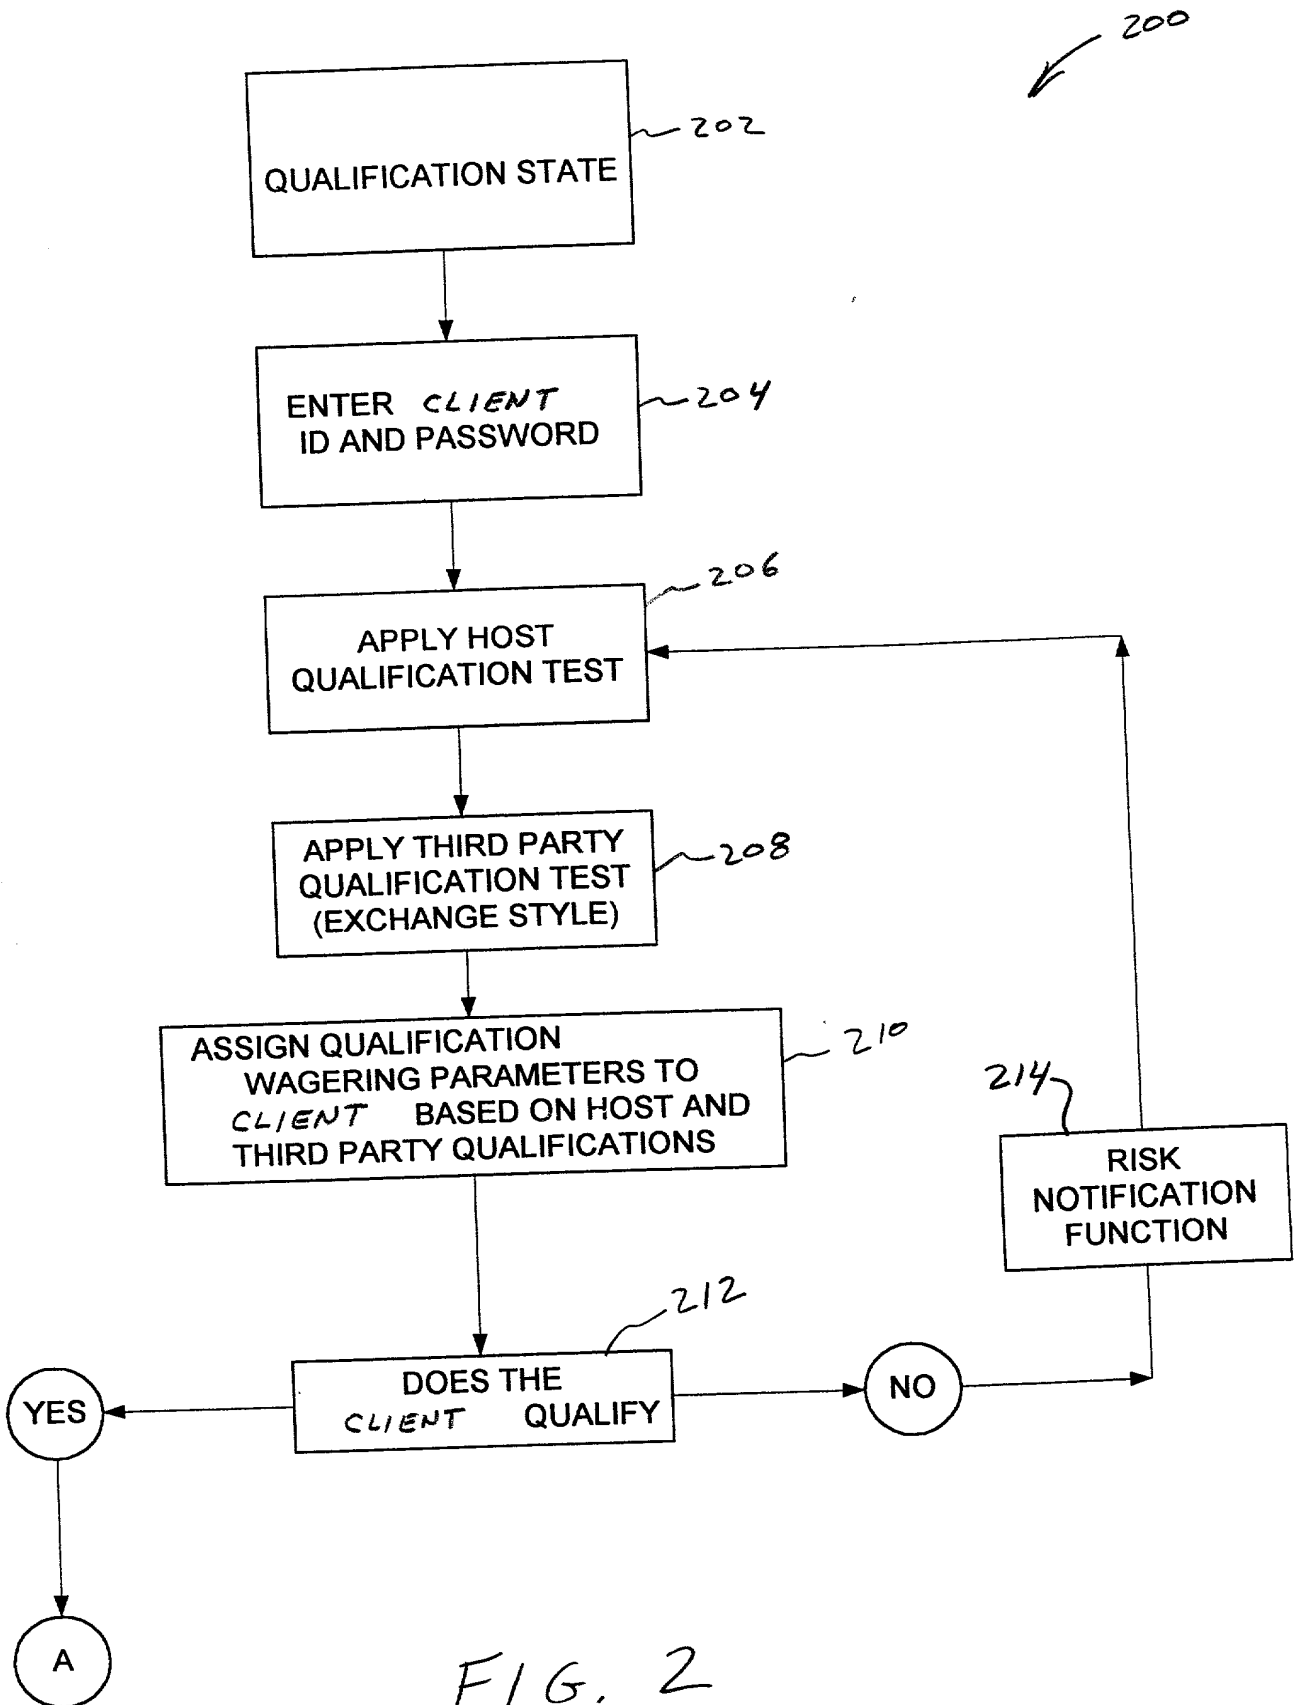 200
202
QUALIFICATION STATE
204
ENTER CLIENT
ID AND PASSWORD
206
APPLY HOST
QUALIFICATION TEST
208
APPLY THIRD PARTY
QUALIFICATION TEST
(EXCHANGE STYLE)
210
ASSIGN QUALIFICATION
WAGERING PARAMETERS TO
CLIENT BASED ON HOST AND
THIRD PARTY QUALIFICATIONS
214
RISK
NOTIFICATION
FUNCTION
212
DOES THE
CLIENT QUALIFY
YES
NO
A
FIG. 2